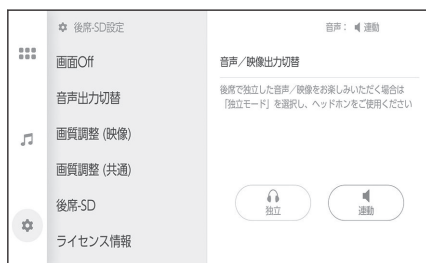 後席-SD設定
音声： 連動
画面Off
音声出力切替
画質調整 (映像)
画質調整 (共通)
後席-SD
ライセンス情報
音声／映像出力切替
後席で独立した音声／映像をお楽しみいただく場合は
「独立モード」を選択し、ヘッドホンをご使用ください
独立
連動